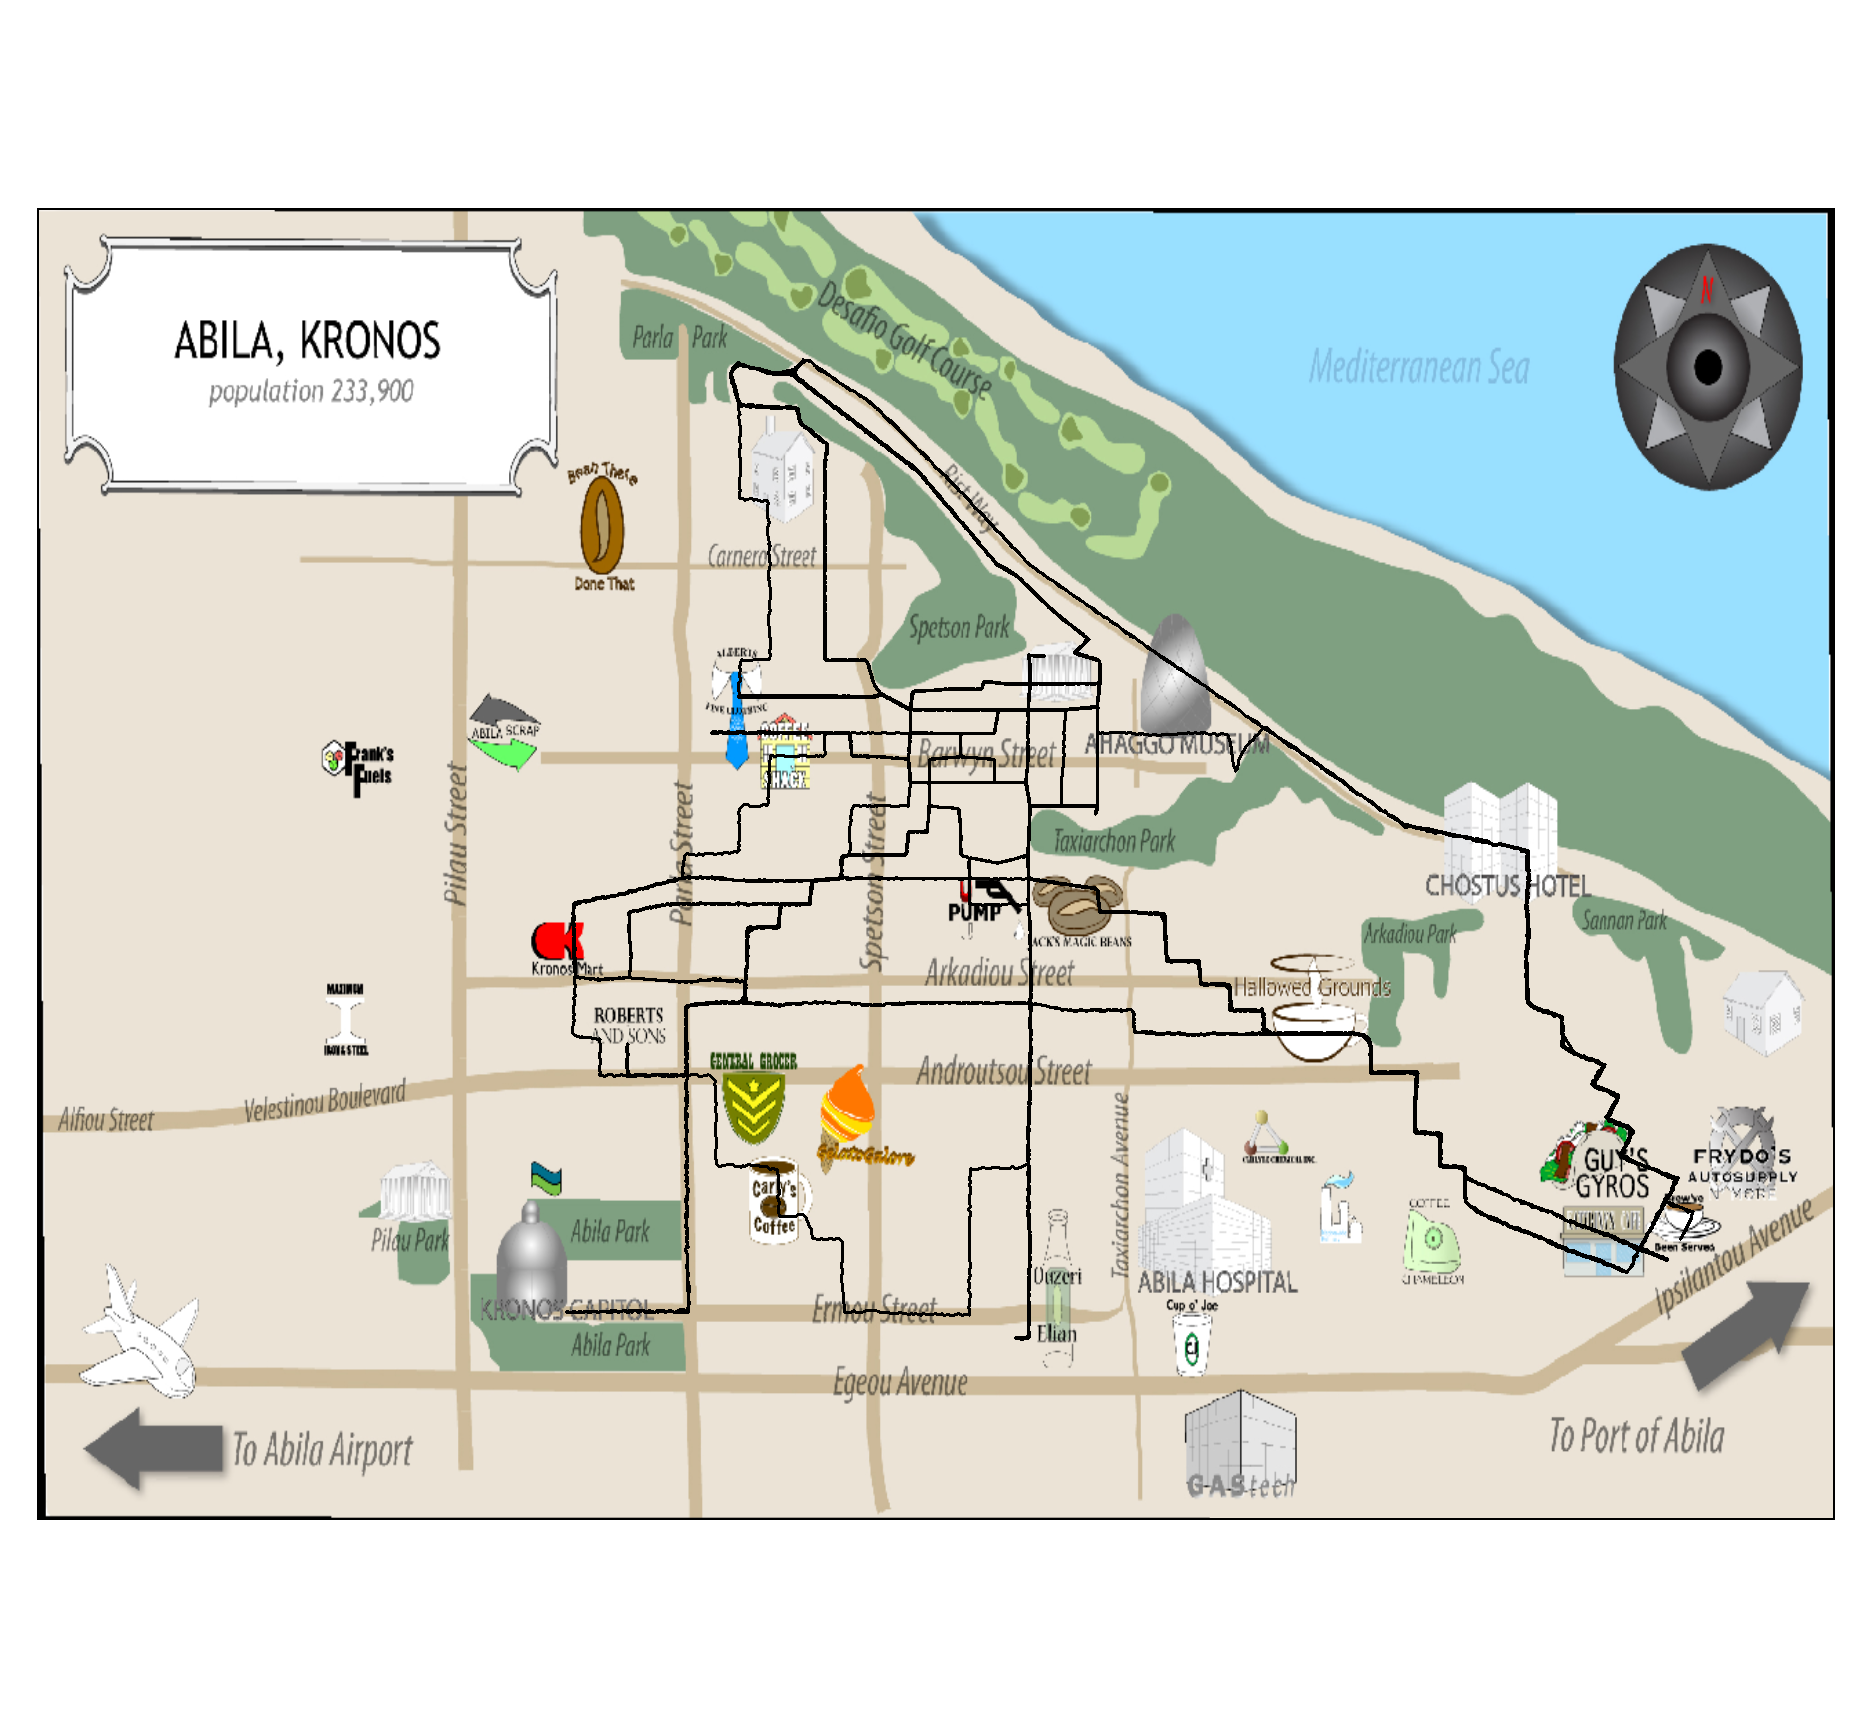 ABILA, KRONOS
population 233,900
N
Mediterranean Sea
Desafio Golf Course
Parla Park
Rist Way
Bean There
Done That
Carnero Street
Spetson Park
ALBERTS
FINE CLOTHING
ABILA SCRAP
Frank's
Fuels
COFFEE
SHACK
Barwyn Street
AHAGGO MUSEUM
Pilau Street
Parla Street
Spetson Street
Taxiarchon Park
CHOSTUS HOTEL
PUMP
JACK'S MAGIC BEANS
Arkadiou Park
Sannan Park
Kronos Mart
Arkadiou Street
Hallowed Grounds
MAXIMUM
IRON & STEEL
ROBERTS
AND SONS
GENERAL GROCER
Androutsou Street
Alfiou Street
Velestinou Boulevard
GelatoGalore
Taxiarchon Avenue
CARLYLE CHEMICAL INC.
GUY'S
GYROS
FRYDO'S
AUTOSUPPLY
N' MORE
Pilau Park
Abila Park
Carly's
Coffee
COFFEE
CHAMELEON
Brew've
Been Served
Ipsilantou Avenue
KRONOS CAPITOL
Abila Park
Ermou Street
Ouzeri
Elian
ABILA HOSPITAL
Cup o' Joe
Egeou Avenue
To Abila Airport
To Port of Abila
GAStech